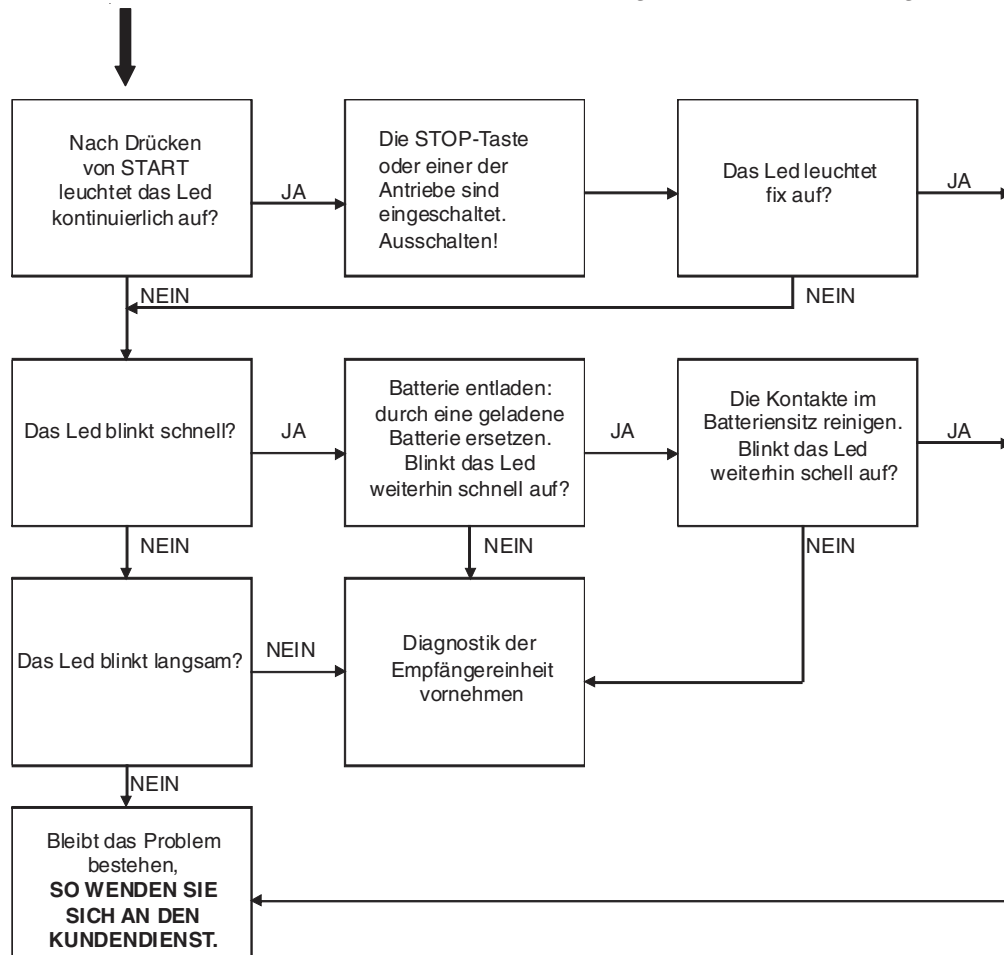 Nach Drücken
von START
leuchtet das Led
kontinuierlich auf?
JA
Die STOP-Taste
oder einer der
Antriebe sind
eingeschaltet.
Ausschalten!
Das Led leuchtet
fix auf?
JA
NEIN
NEIN
Das Led blinkt schnell?
JA
Batterie entladen:
durch eine geladene
Batterie ersetzen.
Blinkt das Led
weiterhin schnell auf?
JA
Die Kontakte im
Batteriensitz reinigen.
Blinkt das Led
weiterhin schell auf?
JA
NEIN
NEIN
NEIN
Das Led blinkt langsam?
NEIN
Diagnostik der
Empfängereinheit
vornehmen
NEIN
Bleibt das Problem
bestehen,
SO WENDEN SIE
SICH AN DEN
KUNDENDIENST.